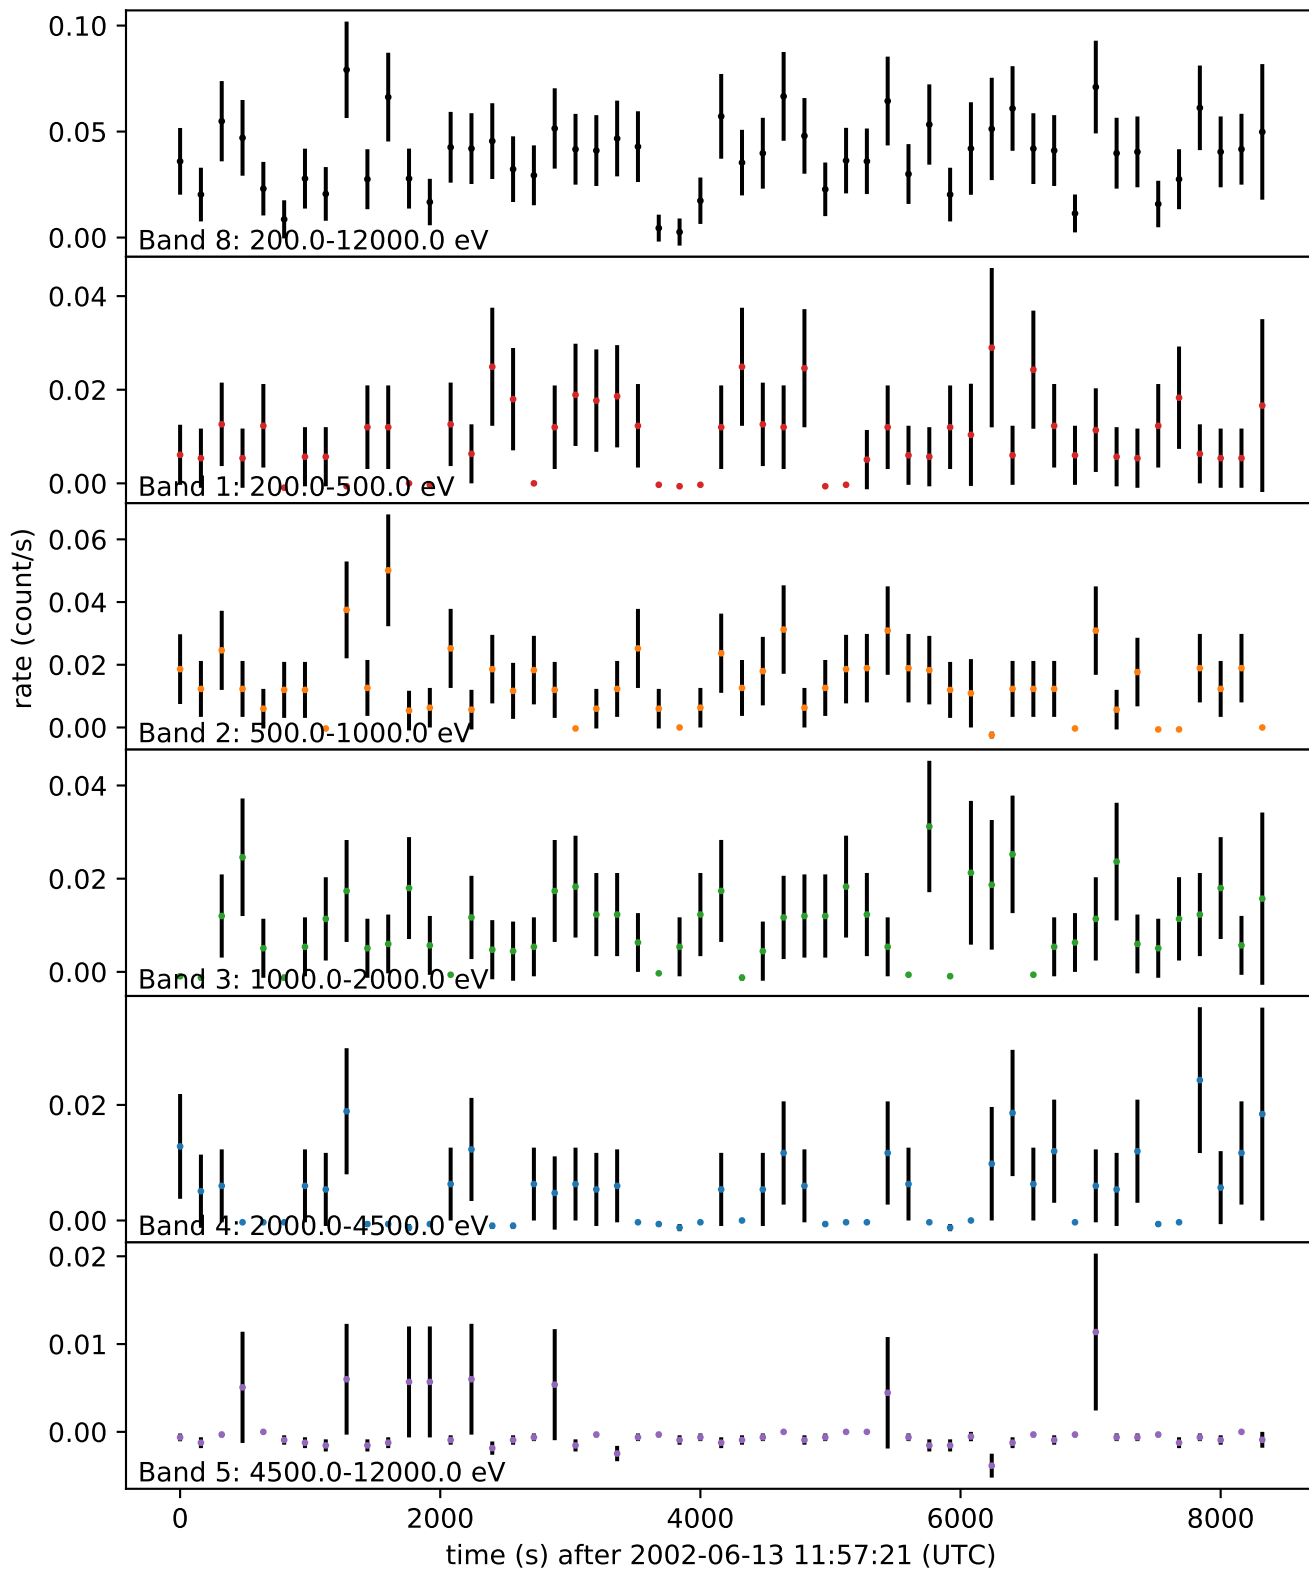 0.10
0.05
0.00
Band 8: 200.0-12000.0 eV
0.04
0.02
0.00
Band 1: 200.0-500.0 eV
0.06
0.04
0.02
0.00
Band 2: 500.0-1000.0 eV
rate (count/s)
0.04
0.02
0.00
Band 3: 1000.0-2000.0 eV
0.02
0.00
Band 4: 2000.0-4500.0 eV
0.02
0.01
0.00
Band 5: 4500.0-12000.0 eV
0 2000 4000 6000 8000
time (s) after 2002-06-13 11:57:21 (UTC)